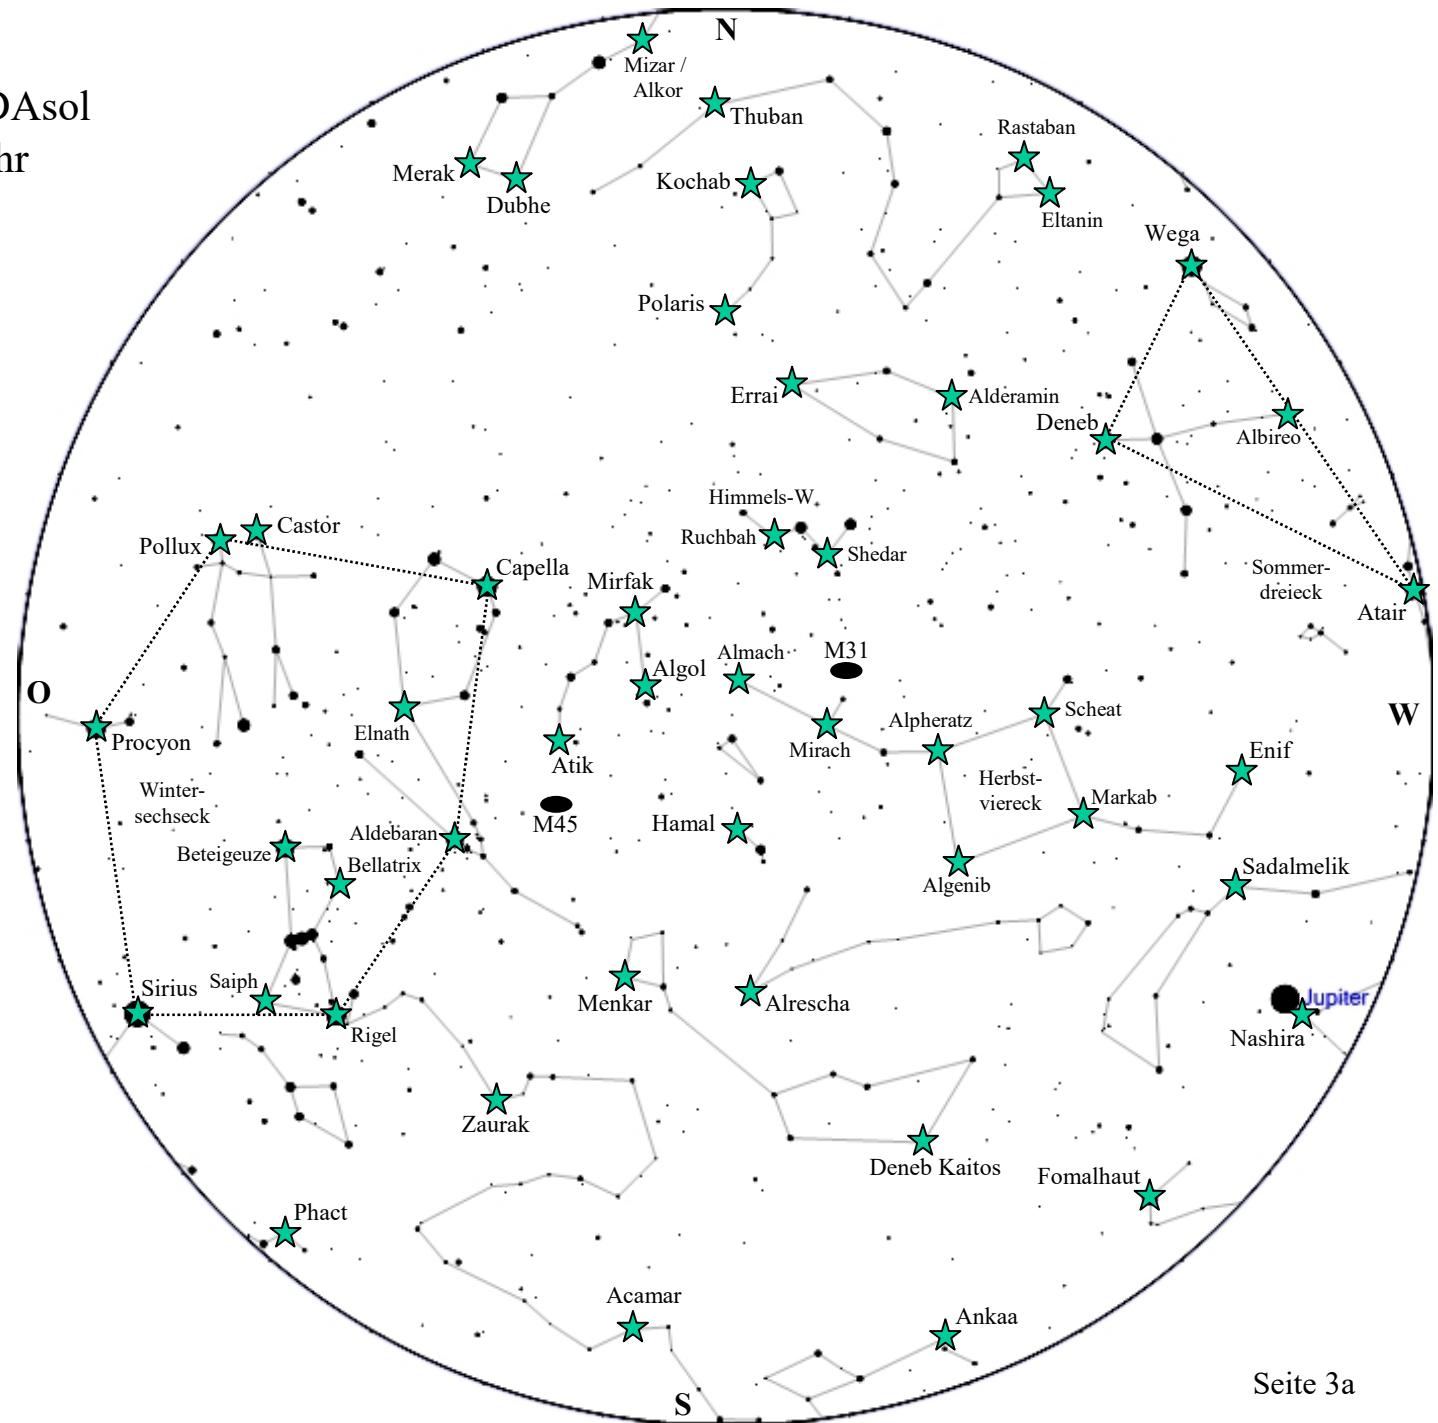 N
Mizar /
Alkor
DAsol
hr
Thuban
Rastaban
Merak
Dubhe
Kochab
Eltanin
Wega
Polaris
Errai
Alderamin
Deneb
Albireo
Himmels-W
Ruchbah
Shedar
Castor
Pollux
Capella
Mirfak
Sommer-
dreieck
Atair
Almach
M31
Algol
O
W
Procyon
Elnath
Atik
Mirach
Alpheratz
Scheat
Enif
Winter-
sechseck
Herbst-
viereck
Markab
M45
Hamal
Aldebaran
Beteigeuze
Bellatrix
Algenib
Sadalmelik
Sirius
Saiph
Rigel
Menkar
Alrescha
Jupiter
Nashira
Zaurak
Deneb Kaitos
Fomalhaut
Phact
Acamar
Ankaa
S
Seite 3a